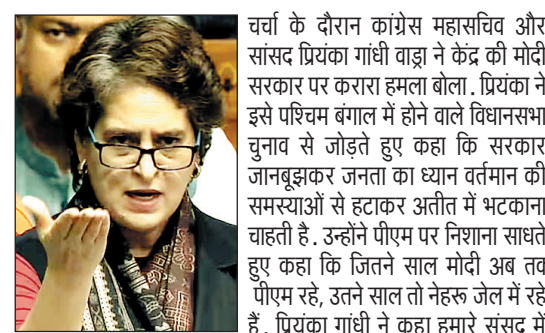 चर्चा के दौरान कांग्रेस महासचिव और
सांसद प्रियंका गांधी वाड्रा ने केंद्र की मोदी
सरकार पर करारा हमला बोला . प्रियंका ने
इसे पश्चिम बंगाल में होने वाले विधानसभा
चुनाव से जोड़ते हुए कहा कि सरकार
जानबूझकर जनता का ध्यान वर्तमान की
समस्याओं से हटाकर अतीत में भटकाना
चाहती है . उन्होंने पीएम पर निशाना साधते
हुए कहा कि जितने साल मोदी अब तव
पीएम रहे, उतने साल तो नेहरू जेल में रहे
हैं . प्रियंका गांधी ने कहा हमारे संसद में